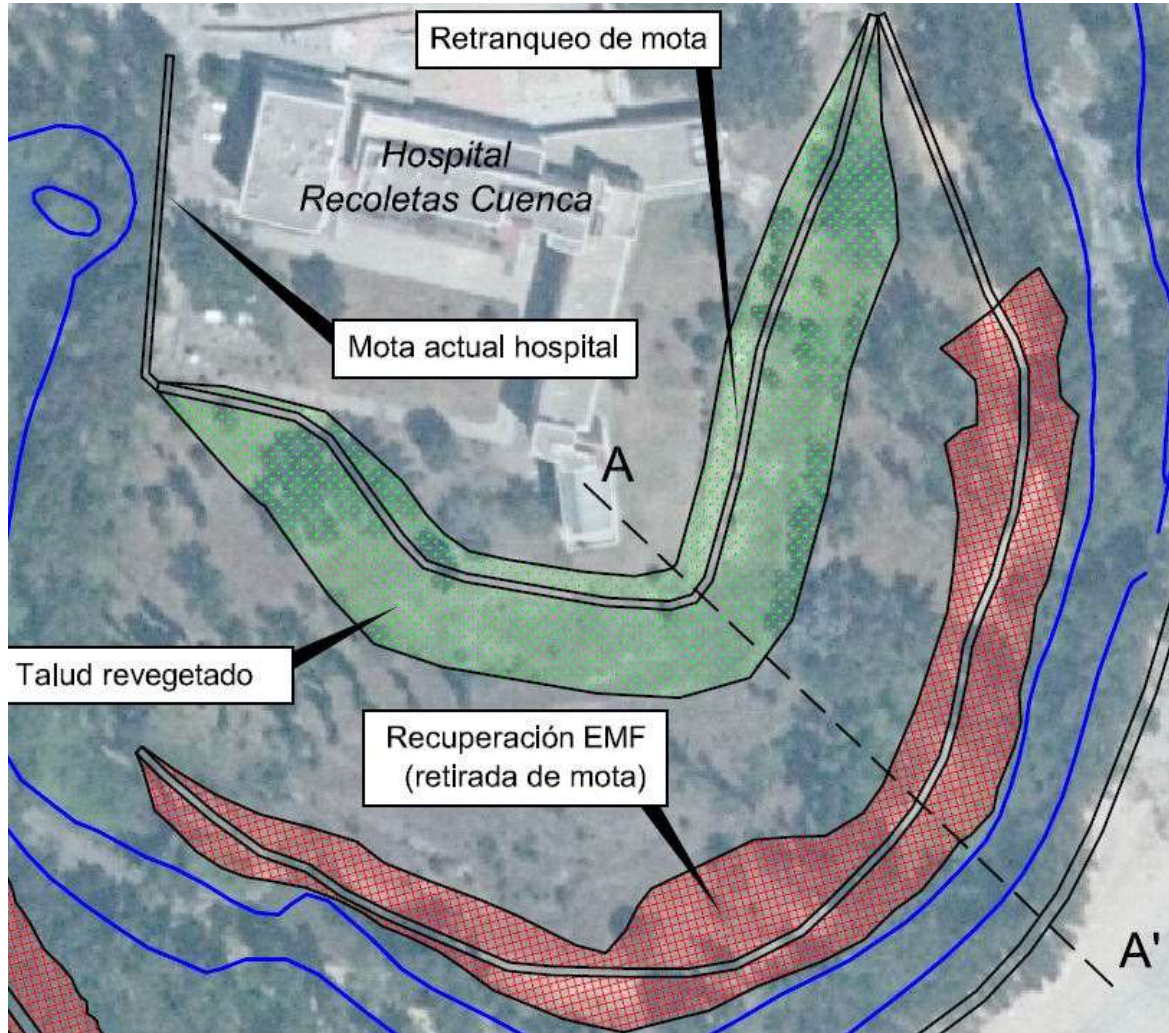 Retranqueo de mota
Hospital
Recoletas Cuenca
Mota actual hospital
A
Talud revegetado
Recuperación EMF
(retirada de mota)
A'